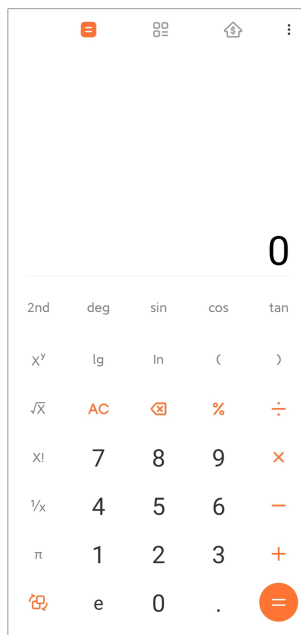 0
2nd deg sin cos tan
Xʸ lg ln ( )
√X AC % ÷
X! 7 8 9 ×
¹/x 4 5 6 −
π 1 2 3 +
e 0 . =